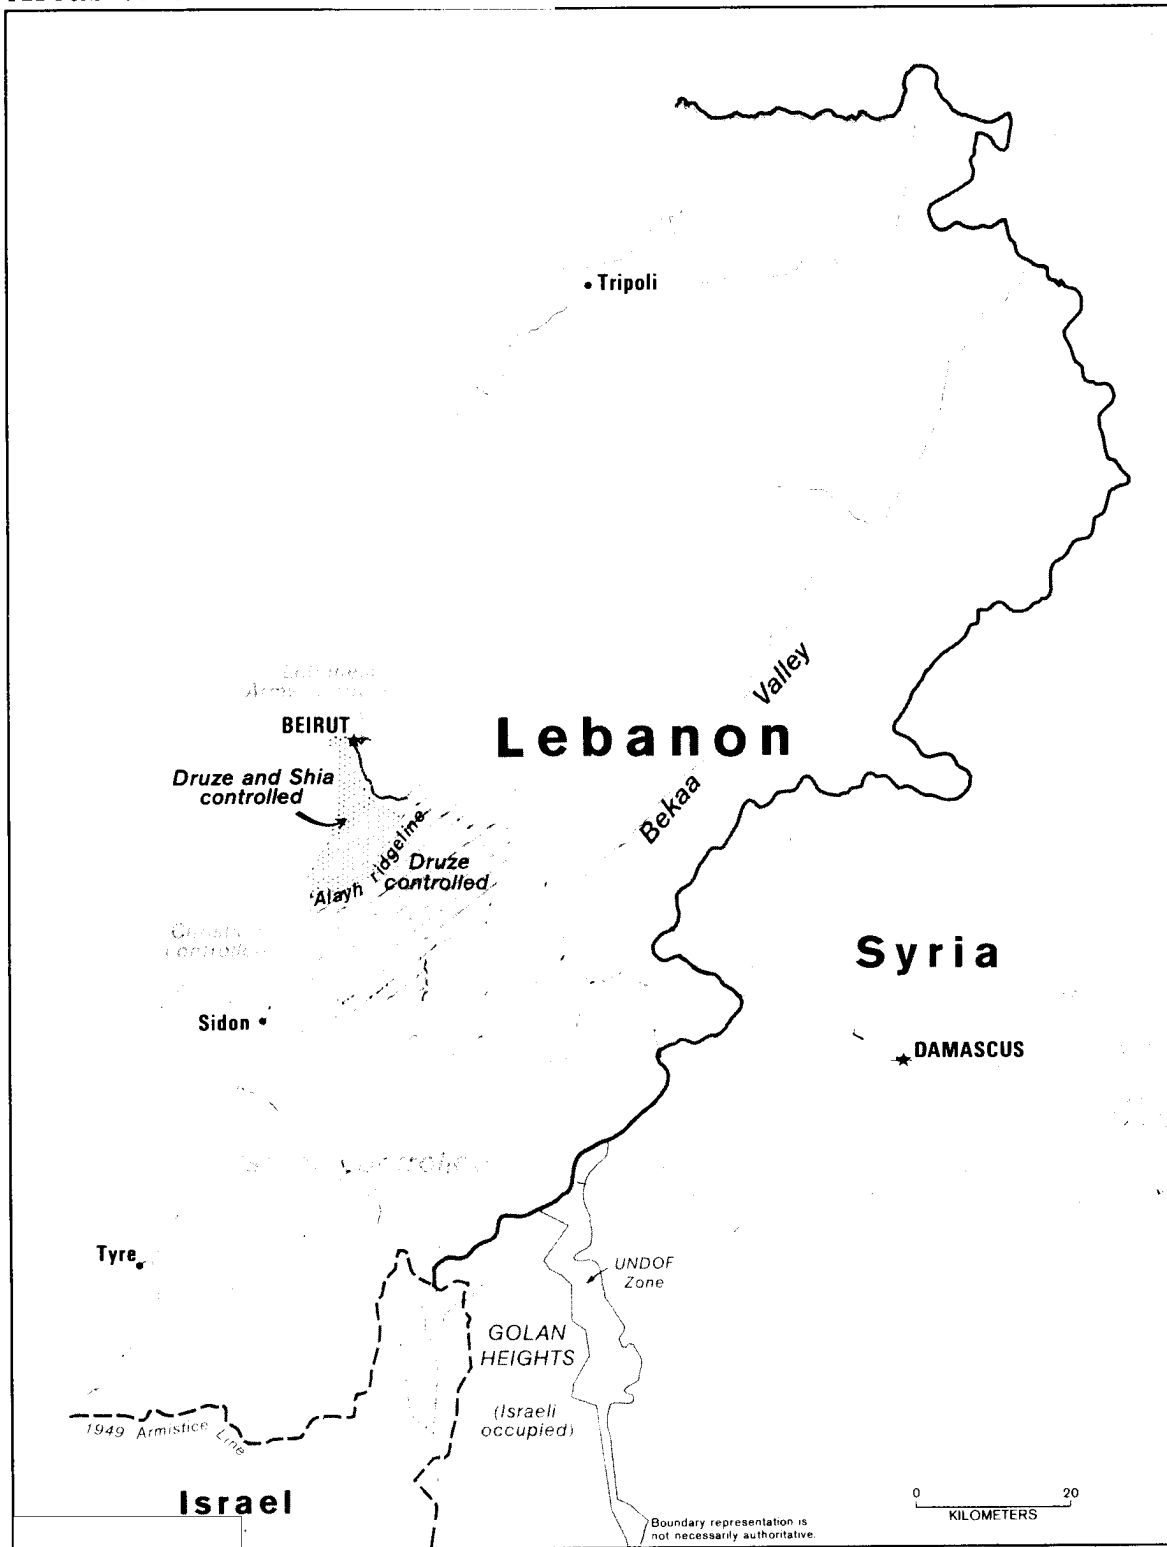 Tripoli
Valley
BEIRUT
Lebanon
Druze and Shia
controlled
Bekaa
'Alayh ridgeline
Druze
controlled
Syria
Sidon
DAMASCUS
Tyre
UNDOF
Zone
GOLAN
HEIGHTS
(Israeli
occupied)
1949 Armistice Line
Israel
0 20
KILOMETERS
Boundary representation is
not necessarily authoritative.